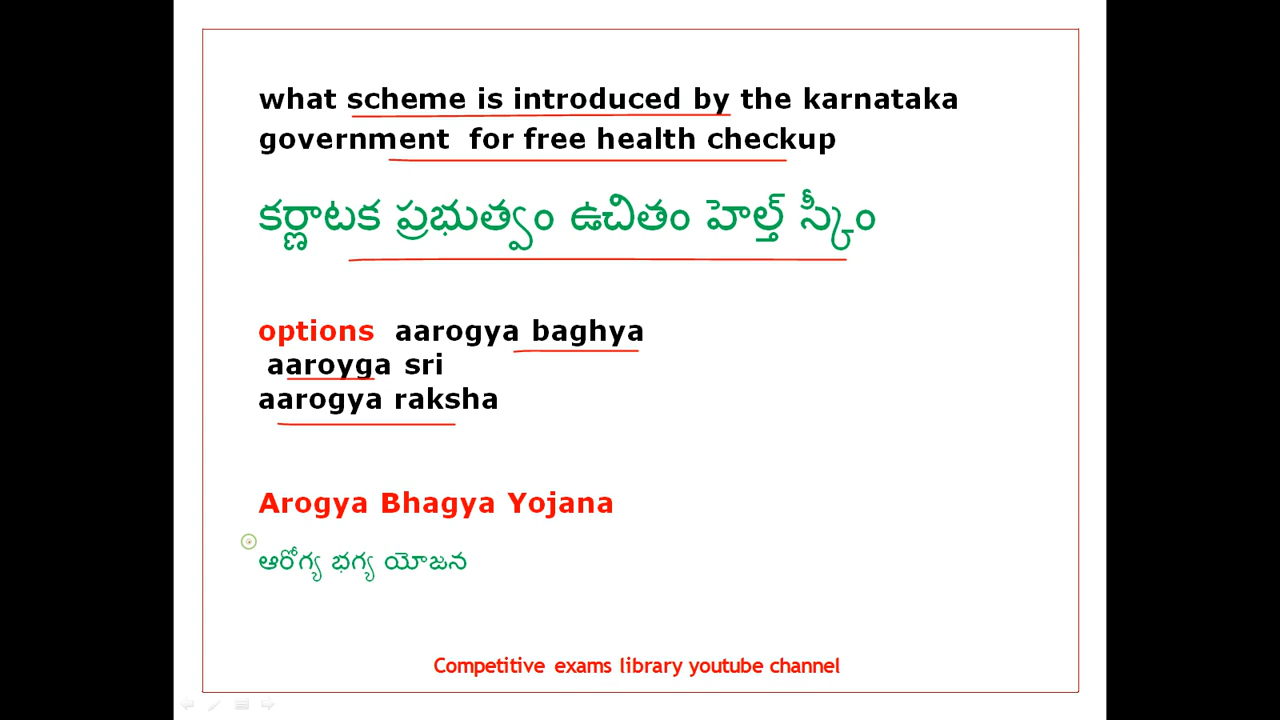 what scheme is introduced by the karnataka
government for free health checkup
కర్ణాటక ప్రభుత్వం ఉచితం హెల్త్ స్కీం
options aarogya baghya
aaroyga sri
aarogya raksha
Arogya Bhagya Yojana
ఆరోగ్య భగ్య యోజన
Competitive exams library youtube channel